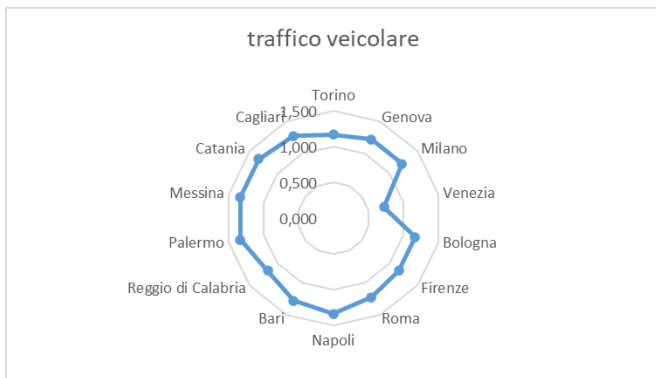 traffico veicolare
Torino
Genova
Milano
Venezia
Bologna
Firenze
Roma
Napoli
Bari
Reggio di Calabria
Palermo
Messina
Catania
Cagliari
1,500
1,000
0,500
0,000